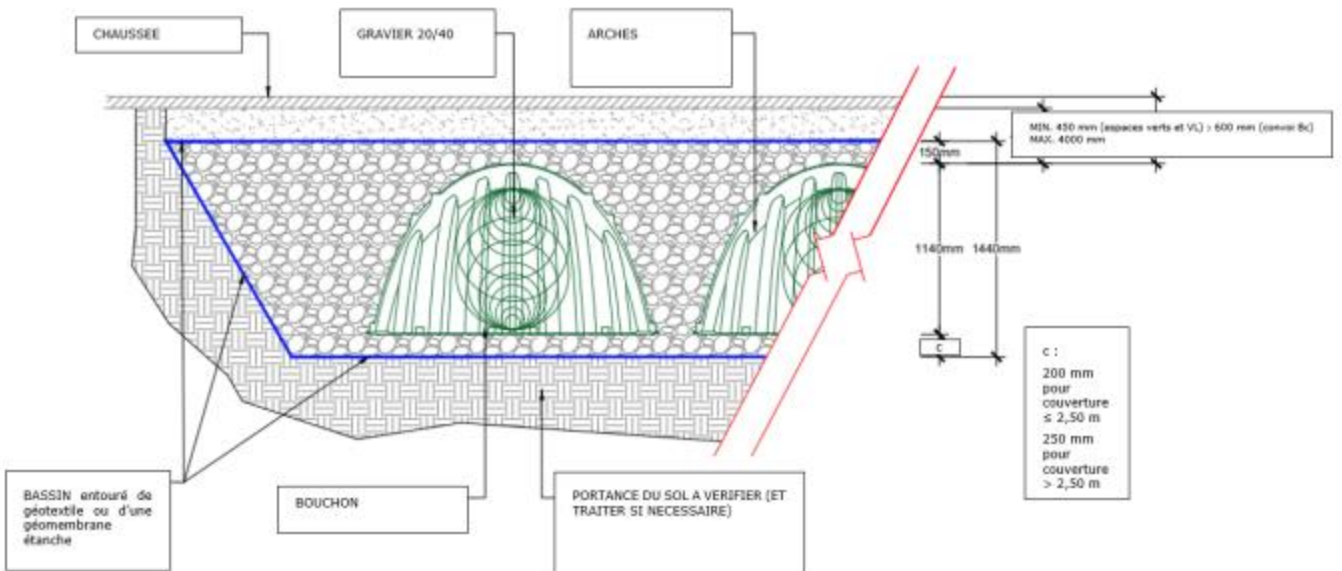 CHAUSSEE
GRAVIER 20/40
ARCHES
MIN. 450 mm (espaces verts et VL) > 600 mm (convoi Bc)
MAX. 4000 mm
150mm
1140mm
1440mm
c
c :
200 mm
pour
couverture
≤ 2,50 m
250 mm
pour
couverture
> 2,50 m
BASSIN entouré de
géotextile ou d'une
géomembrane
étanche
BOUCHON
PORTANCE DU SOL A VERIFIER (ET
TRAITER SI NECESSAIRE)